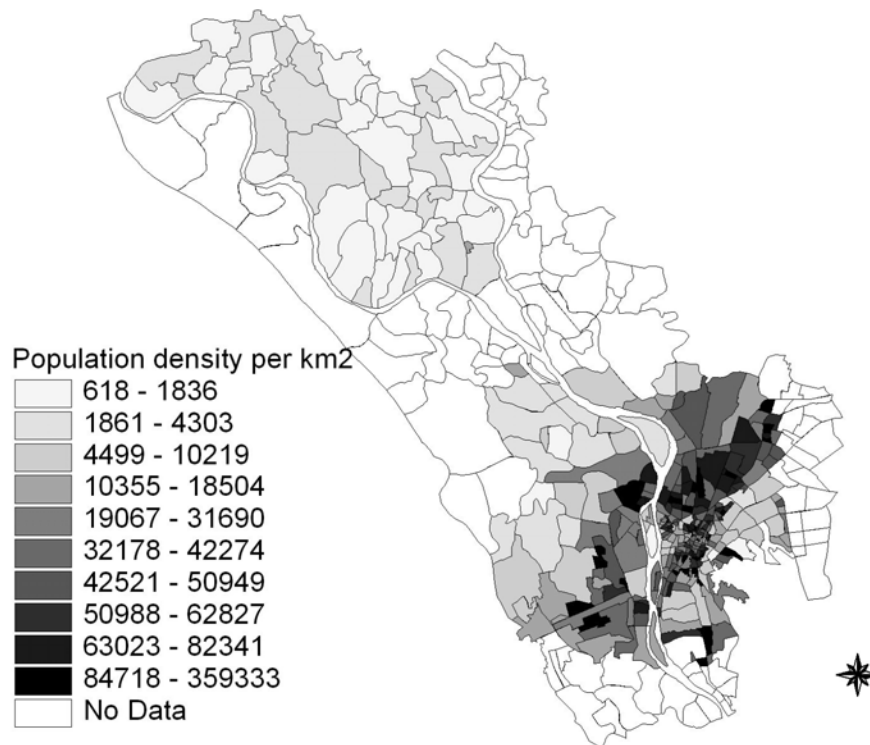 Population density per km2
618 - 1836
1861 - 4303
4499 - 10219
10355 - 18504
19067 - 31690
32178 - 42274
42521 - 50949
50988 - 62827
63023 - 82341
84718 - 359333
No Data